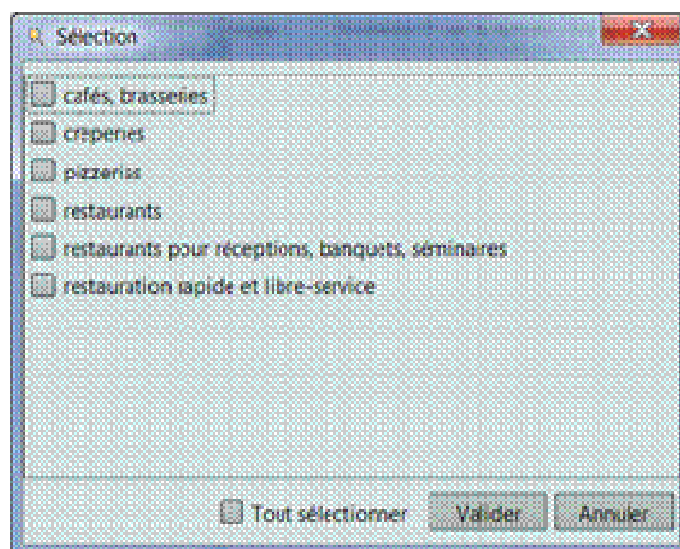 Sélection
cafés, brasseries
crêperies
pizzerias
restaurants
restaurants pour réceptions, banquets, séminaires
restauration rapide et libre-service
Tout sélectionner Valider Annuler